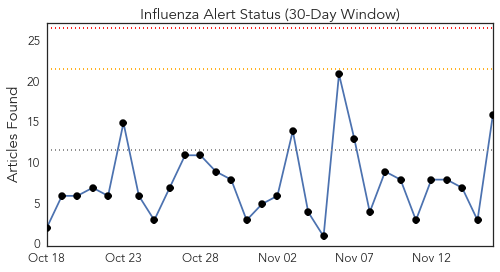 Influenza Alert Status (30-Day Window)
Articles Found
25
20
15
10
5
0
Oct 18 Oct 23 Oct 28 Nov 02 Nov 07 Nov 12